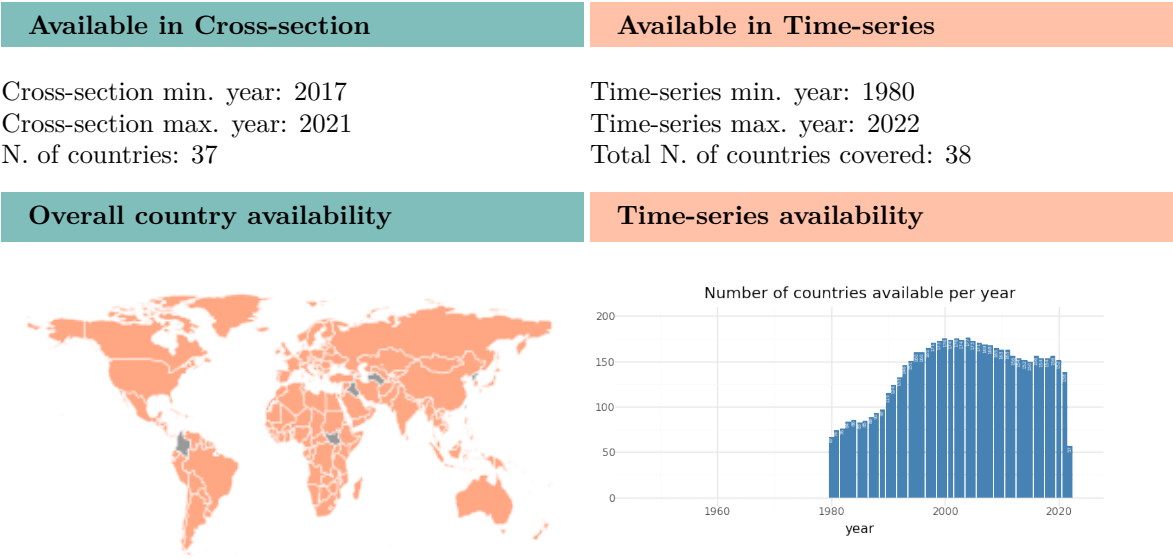 Available in Cross-section
Cross-section min. year: 2017
Cross-section max. year: 2021
N. of countries: 37
Available in Time-series
Time-series min. year: 1980
Time-series max. year: 2022
Total N. of countries covered: 38
Overall country availability
Time-series availability
Number of countries available per year
200
150
100
50
0
1960
1980
2000
2020
year